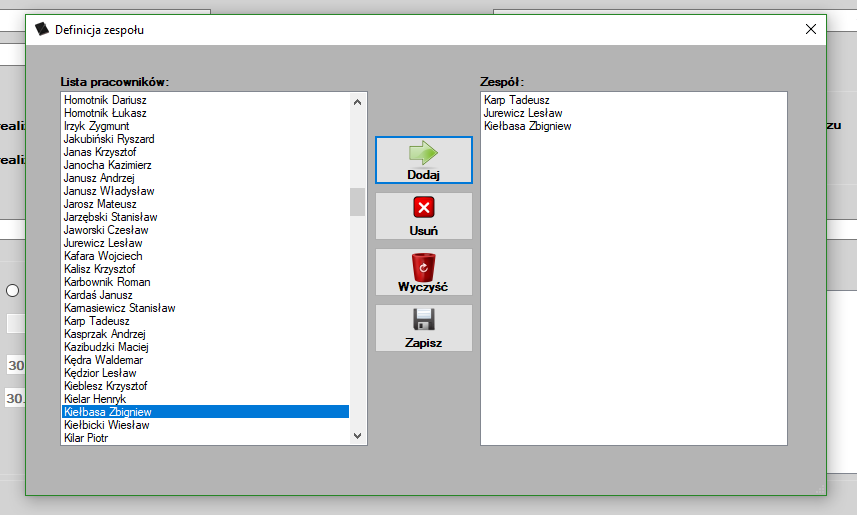 Definicja zespołu
Lista pracowników:
Homotnik Dariusz
Homotnik Łukasz
Irzyk Zygmunt
Jakubiński Ryszard
Janas Krzysztof
Janocha Kazimierz
Janusz Andrzej
Janusz Władysław
Jarosz Mateusz
Jarzębski Stanisław
Jaworski Czesław
Jurewicz Lesław
Kafara Wojciech
Kalisz Krzysztof
Karbownik Roman
Kardaś Janusz
Karnasiewicz Stanisław
Karp Tadeusz
Kasprzak Andrzej
Kazibudzki Maciej
Kędra Waldemar
Kędzior Lesław
Kieblesz Krzysztof
Kielar Henryk
Kiełbasa Zbigniew
Kiełbicki Wiesław
Kilar Piotr
Dodaj
Usuń
Wyczyść
Zapisz
Zespół:
Karp Tadeusz
Jurewicz Lesław
Kiełbasa Zbigniew
30
30.
zu